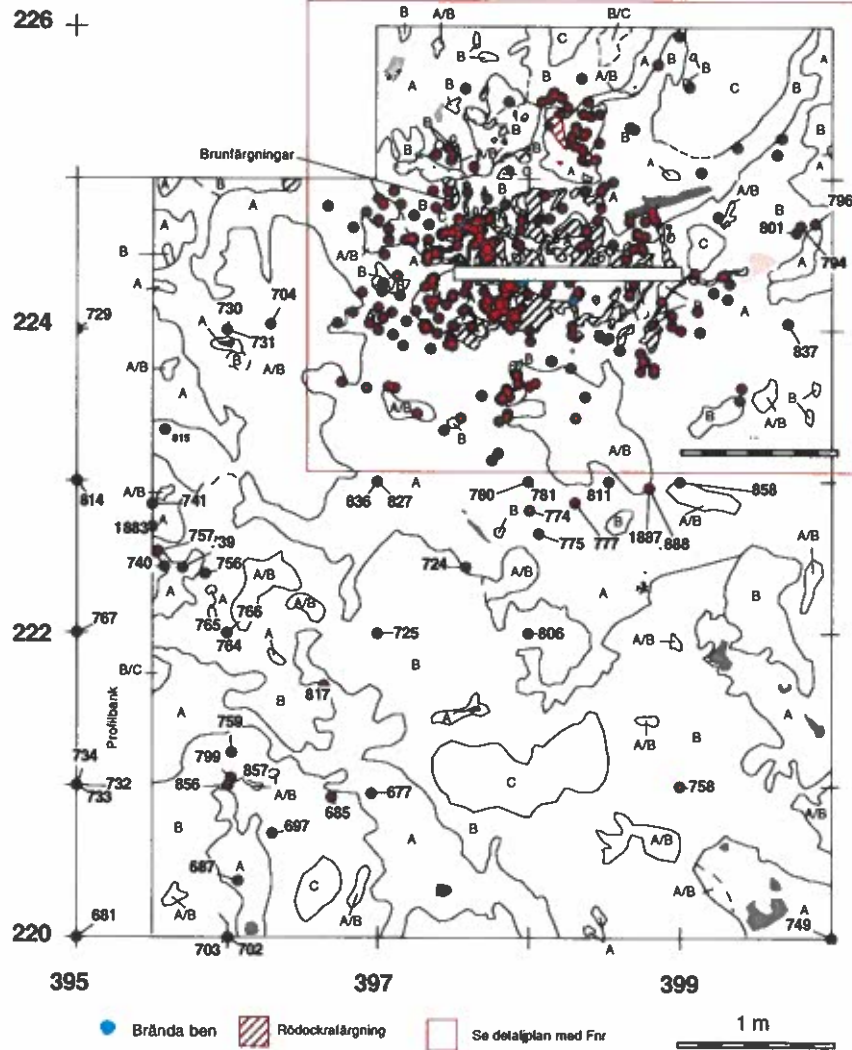 226
B A/B B/C
B A/B
B C B
A A/B B A
A B C B
B
B A/B B
Brunfärgningar
B A A A/B
A B A B B 796
A A/B C 801
B B 794
A
729 730 704 A
224
A
731 B A/B 837
A/B
A A/B B A/B B
B
815 A/B
814 A/B 741 836 827 A 780 781 811 858
1883 A B 774 B A/B
757 739 775 777 1887 888 A/B
740 756 A/B 724 A/B
A A 766 A/B A B
767 765
222
764 A 725 806 A/B
B/C B
817
A B A
Profilbank
759 A/B B A
734 799 C
732 857
733 856 A/B 685 677 758
A/B
B 697 B A/B
A
687 A C A/B
A/B A/B A
681 749
220
703 702 A
395 397 399
Brända ben Rödockrafärgning Se detaljplan med Fnr 1 m